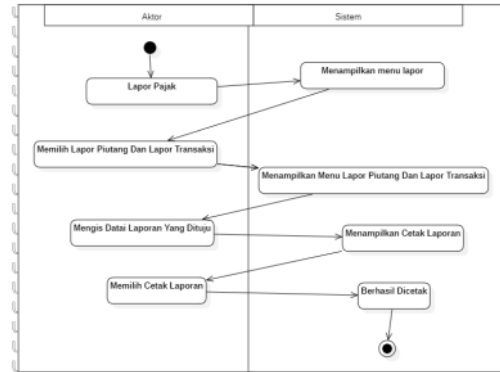 Aktor
Sistem
Lapor Pajak
Menampilkan menu lapor
Memilih Lapor Piutang Dan Lapor Transaksi
Menampilkan Menu Lapor Piutang Dan Lapor Transaksi
Mengis Datai Laporan Yang Dituju
Menampilkan Cetak Laporan
Memilih Cetak Laporan
Berhasil Dicetak